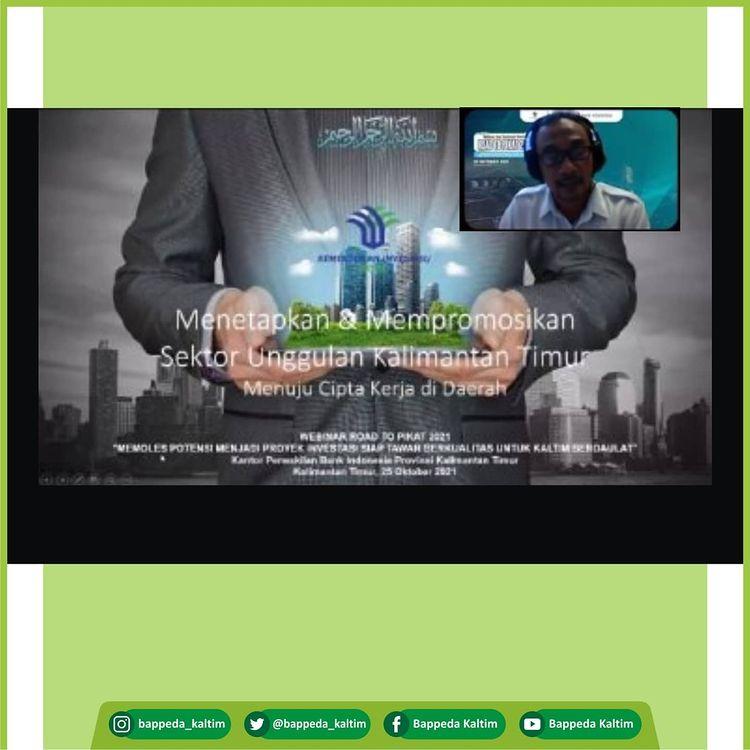 بسم الله الرحمن الرحيم
Menetapkan & Mempromosikan
Sektor Unggulan Kalimantan Timur
Menuju Cipta Kerja di Daerah
WEBINAR ROAD TO PIKAT 2021
"MEMOLES POTENSI MENJADI PROYEK INVESTASI SIAP TAWAR BERKUALITAS UNTUK KALTIM BERDAULAT"
Kantor Perwakilan Bank Indonesia Provinsi Kalimantan Timur
Kalimantan Timur, 25 Oktober 2021
bappeda_kaltim
@bappeda_kaltim
Bappeda Kaltim
Bappeda Kaltim